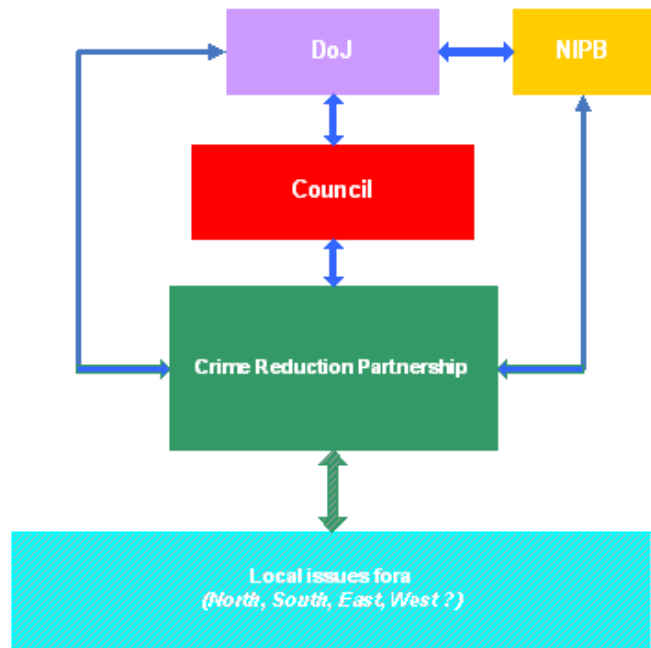 DoJ
NIPB
Council
Crime Reduction Partnership
Local issues fora
(North, South, East, West ?)